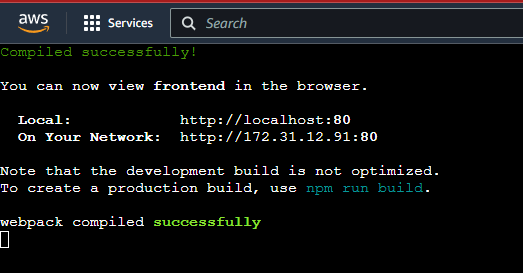 aws
Services
Search
Compiled successfully!
You can now view frontend in the browser.
Local: http://localhost:80
On Your Network: http://172.31.12.91:80
Note that the development build is not optimized.
To create a production build, use npm run build.
webpack compiled successfully